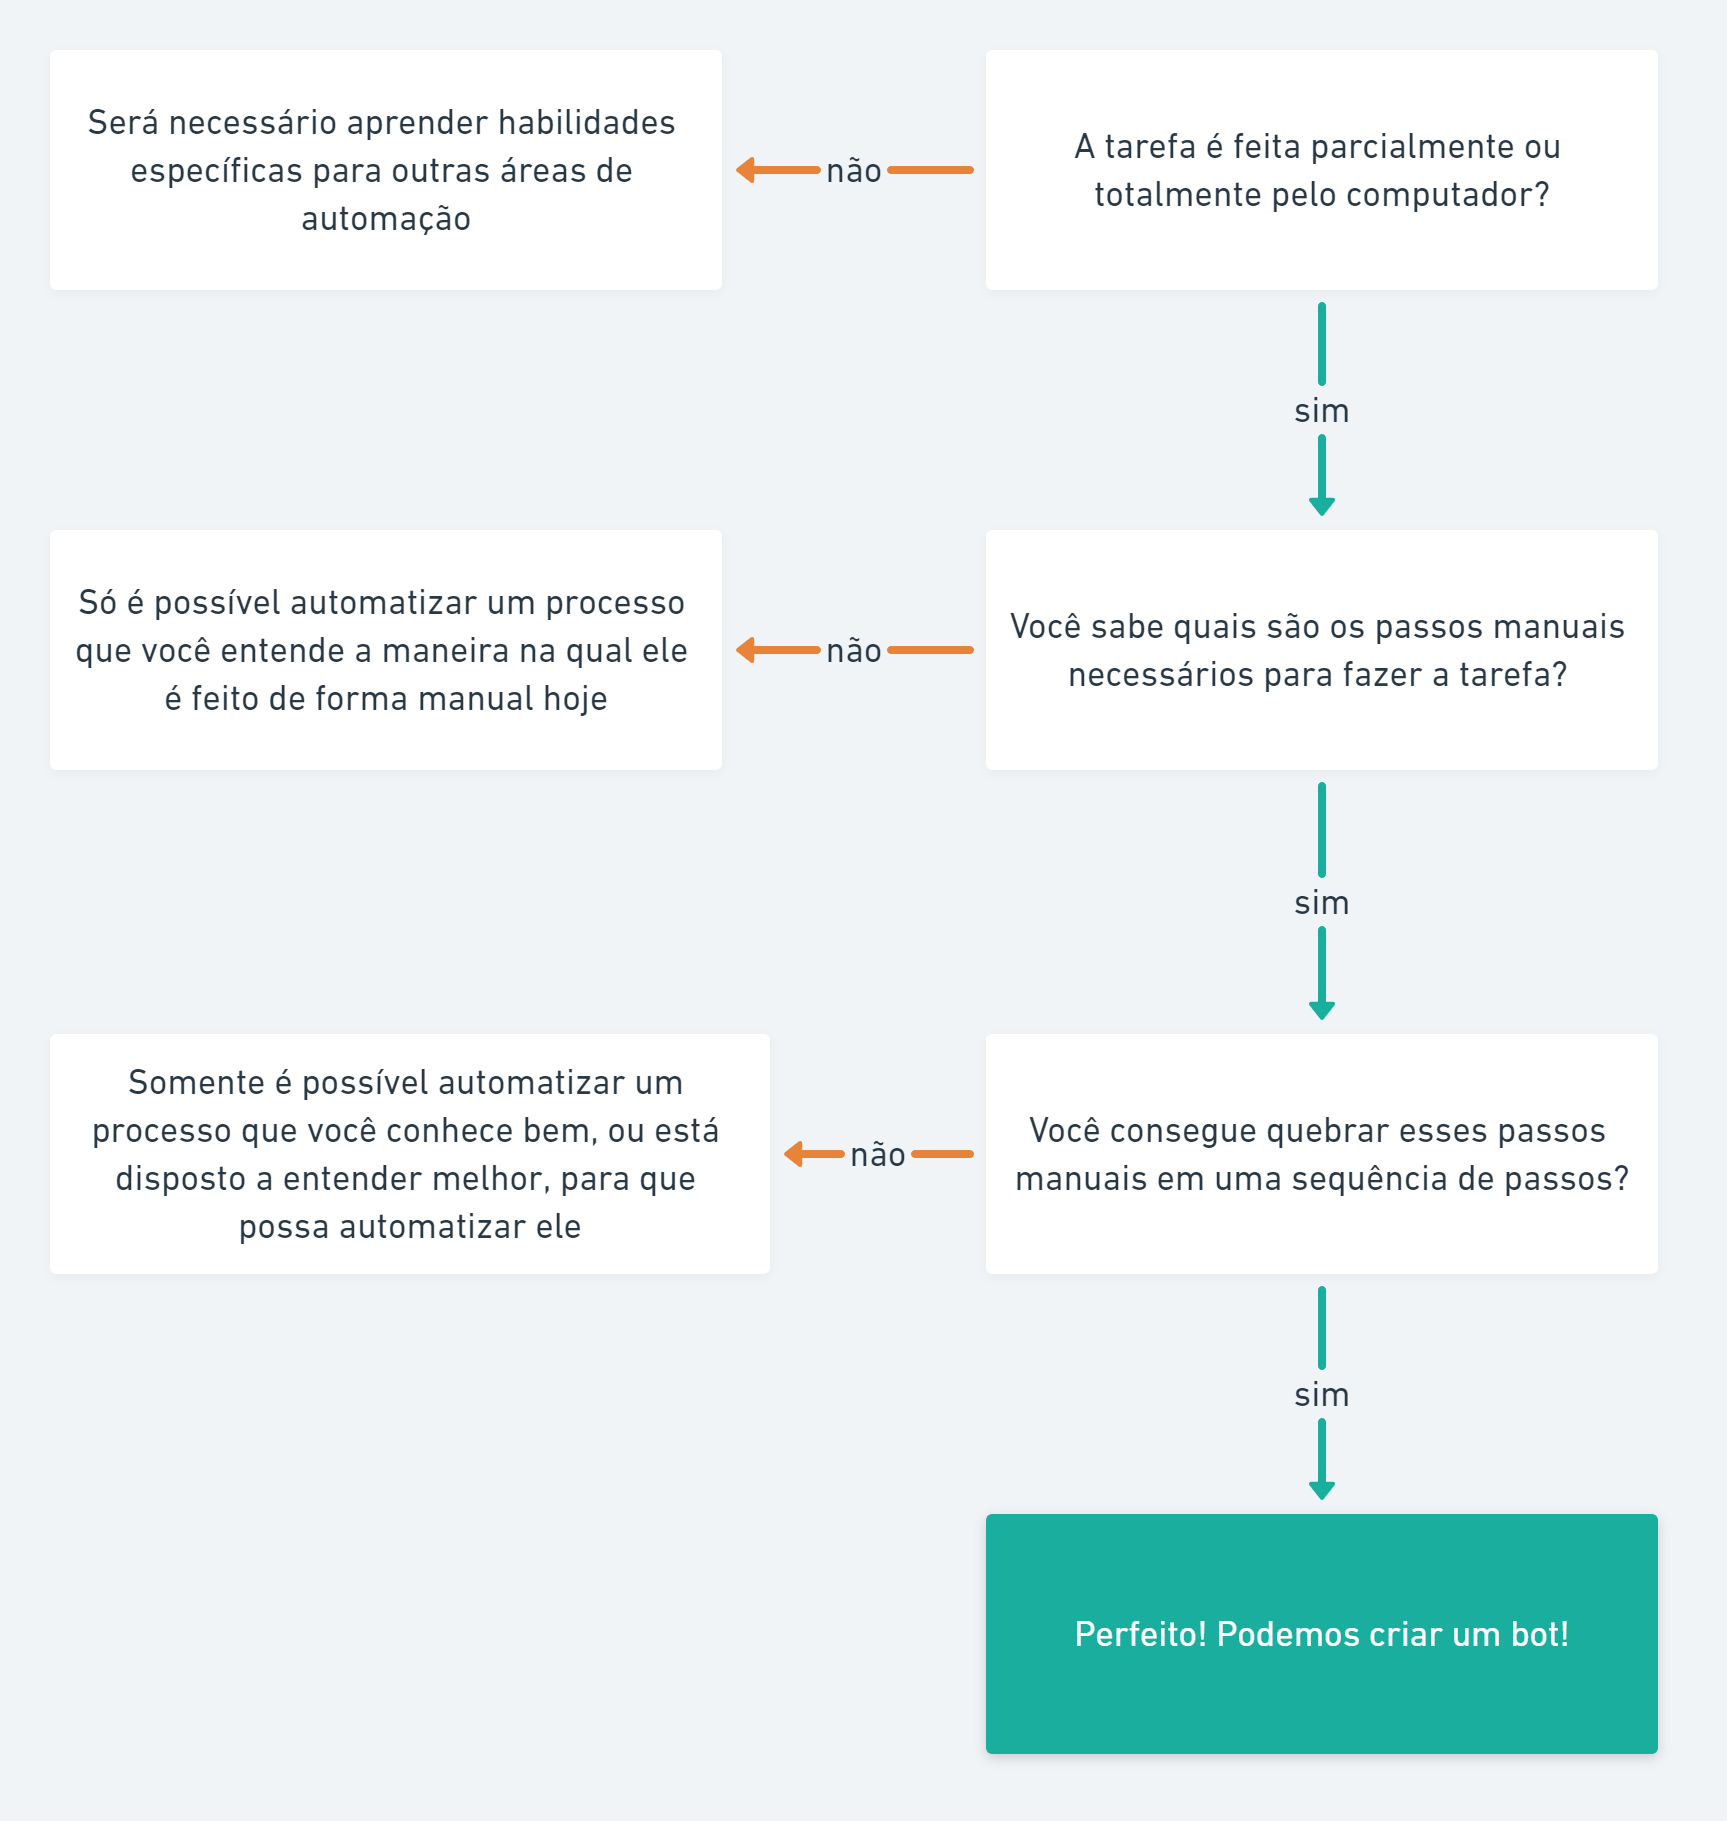 Será necessário aprender habilidades
específicas para outras áreas de
automação
não
A tarefa é feita parcialmente ou
totalmente pelo computador?
sim
Só é possível automatizar um processo
que você entende a maneira na qual ele
é feito de forma manual hoje
não
Você sabe quais são os passos manuais
necessários para fazer a tarefa?
sim
Somente é possível automatizar um
processo que você conhece bem, ou está
disposto a entender melhor, para que
possa automatizar ele
não
Você consegue quebrar esses passos
manuais em uma sequência de passos?
sim
Perfeito! Podemos criar um bot!